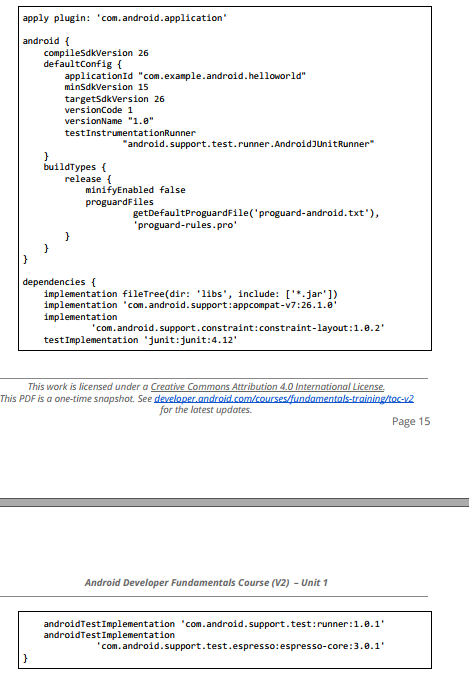 apply plugin: 'com.android.application'
android {
compileSdkVersion 26
defaultConfig {
applicationId "com.example.android.helloworld"
minSdkVersion 15
targetSdkVersion 26
versionCode 1
versionName "1.0"
testInstrumentationRunner
"android.support.test.runner.AndroidJUnitRunner"
}
buildTypes {
release {
minifyEnabled false
proguardFiles
getDefaultProguardFile('proguard-android.txt'),
'proguard-rules.pro'
}
}
}
dependencies {
implementation fileTree(dir: 'libs', include: ['*.jar'])
implementation 'com.android.support:appcompat-v7:26.1.0'
implementation
'com.android.support.constraint:constraint-layout:1.0.2'
testImplementation 'junit:junit:4.12'
This work is licensed under a Creative Commons Attribution 4.0 International License.
This PDF is a one-time snapshot. See developer.android.com/courses/fundamentals-training/toc-v2
for the latest updates.
Page 15
Android Developer Fundamentals Course (V2) – Unit 1
androidTestImplementation 'com.android.support.test:runner:1.0.1'
androidTestImplementation
'com.android.support.test.espresso:espresso-core:3.0.1'
}